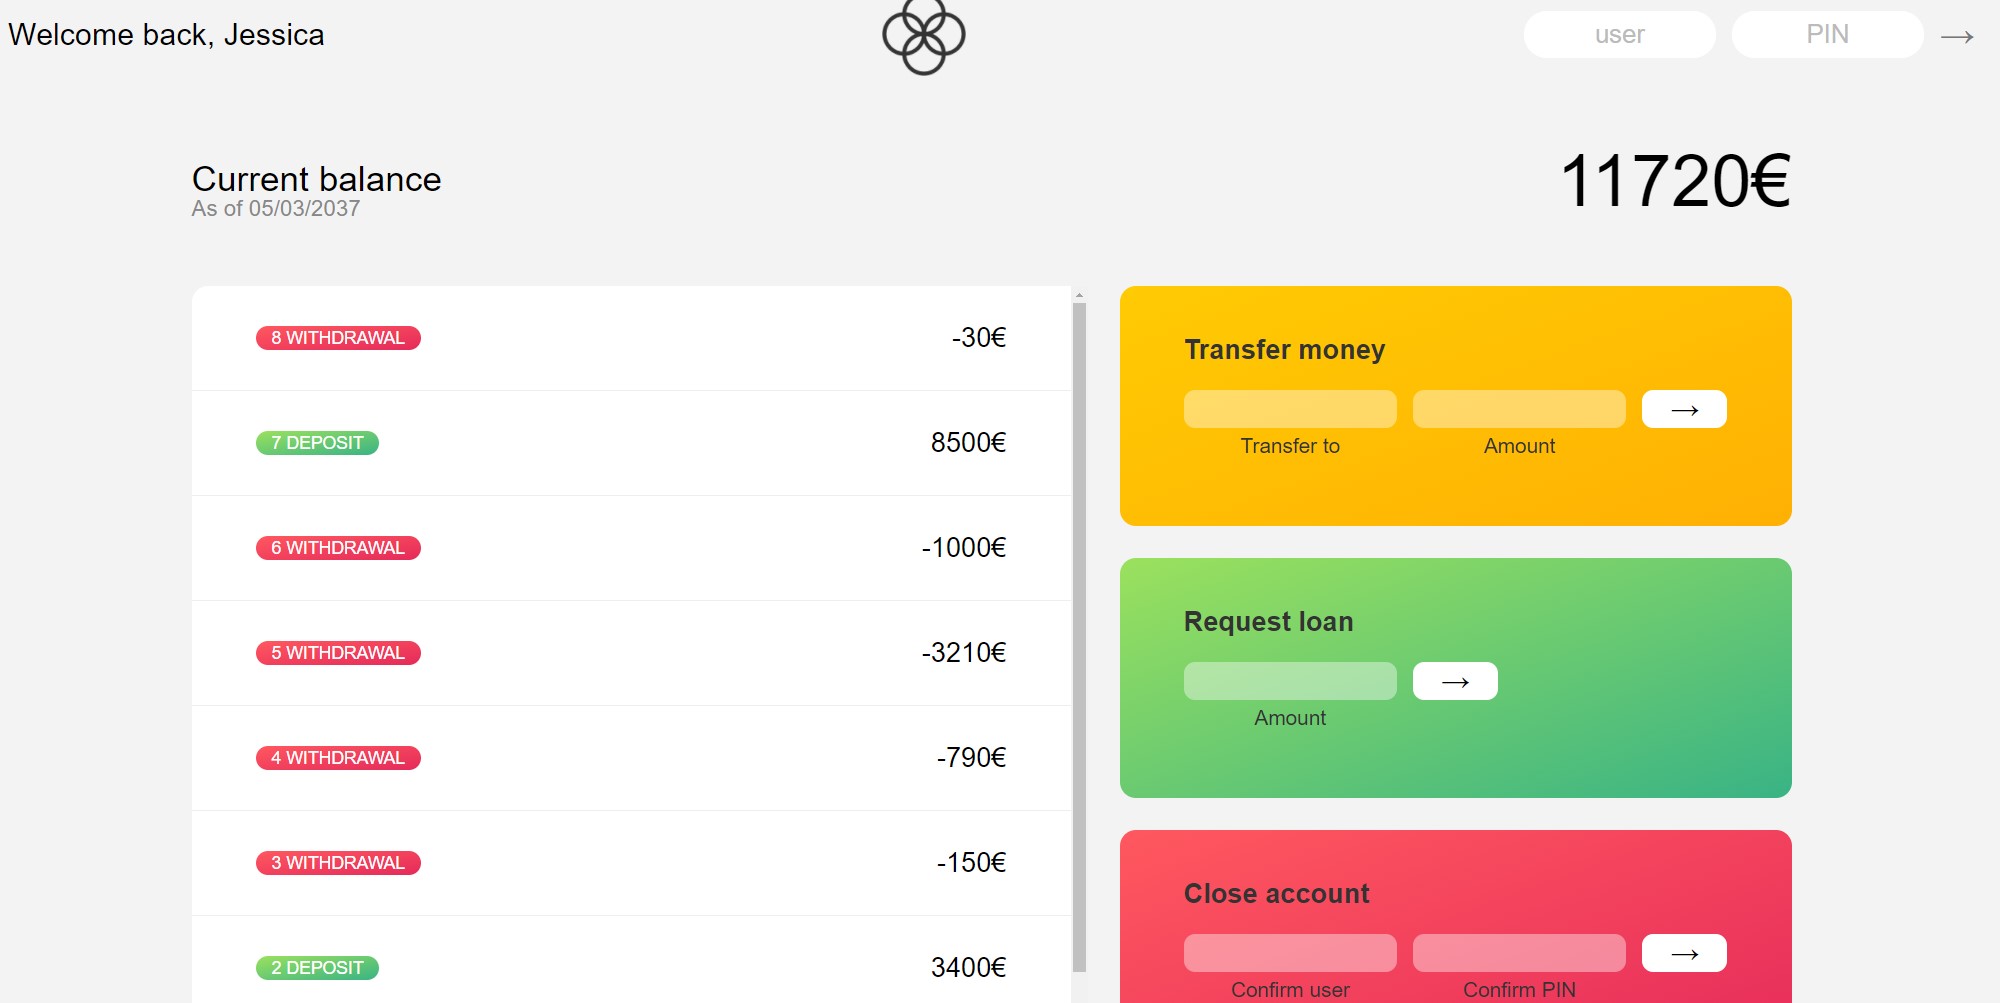 Welcome back, Jessica
user
PIN
→
Current balance
As of 05/03/2037
11720€
8 WITHDRAWAL
-30€
7 DEPOSIT
8500€
6 WITHDRAWAL
-1000€
5 WITHDRAWAL
-3210€
4 WITHDRAWAL
-790€
3 WITHDRAWAL
-150€
2 DEPOSIT
3400€
Transfer money
→
Transfer to
Amount
Request loan
→
Amount
Close account
→
Confirm user
Confirm PIN